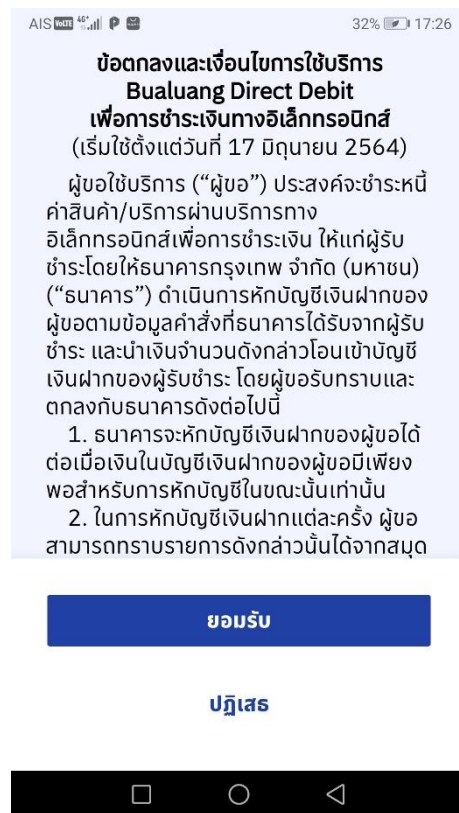 AIS VoLTE 46 32% 17:26
ข้อตกลงและเงื่อนไขการใช้บริการ
Bualuang Direct Debit
เพื่อการชำระเงินทางอิเล็กทรอนิกส์
(เริ่มใช้ตั้งแต่วันที่ 17 มิถุนายน 2564)
ผู้ขอใช้บริการ (“ผู้ขอ”) ประสงค์จะชำระหนี้
ค่าสินค้า/บริการผ่านบริการทาง
อิเล็กทรอนิกส์เพื่อการชำระเงิน ให้แก่ผู้รับ
ชำระโดยให้ธนาคารกรุงเทพ จำกัด (มหาชน)
(“ธนาคาร”) ดำเนินการหักบัญชีเงินฝากของ
ผู้ขอตามข้อมูลคำสั่งที่ธนาคารได้รับจากผู้รับ
ชำระ และนำเงินจำนวนดังกล่าวโอนเข้าบัญชี
เงินฝากของผู้รับชำระ โดยผู้ขอรับทราบและ
ตกลงกับธนาคารดังต่อไปนี้
1. ธนาคารจะหักบัญชีเงินฝากของผู้ขอได้
ต่อเมื่อเงินในบัญชีเงินฝากของผู้ขอมีเพียง
พอสำหรับการหักบัญชีในขณะนั้นเท่านั้น
2. ในการหักบัญชีเงินฝากแต่ละครั้ง ผู้ขอ
สามารถทราบรายการดังกล่าวนั้นได้จากสมุด
ยอมรับ
ปฏิเสธ